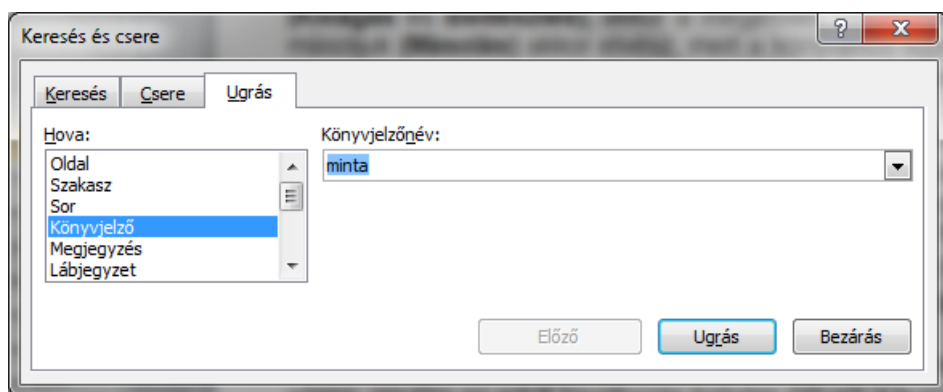 Keresés és csere
Keresés Csere Ugrás
Hova:
Oldal
Szakasz
Sor
Könyvjelző
Megjegyzés
Lábjegyzet
Könyvjelzőnév:
minta
Előző Ugrás Bezárás